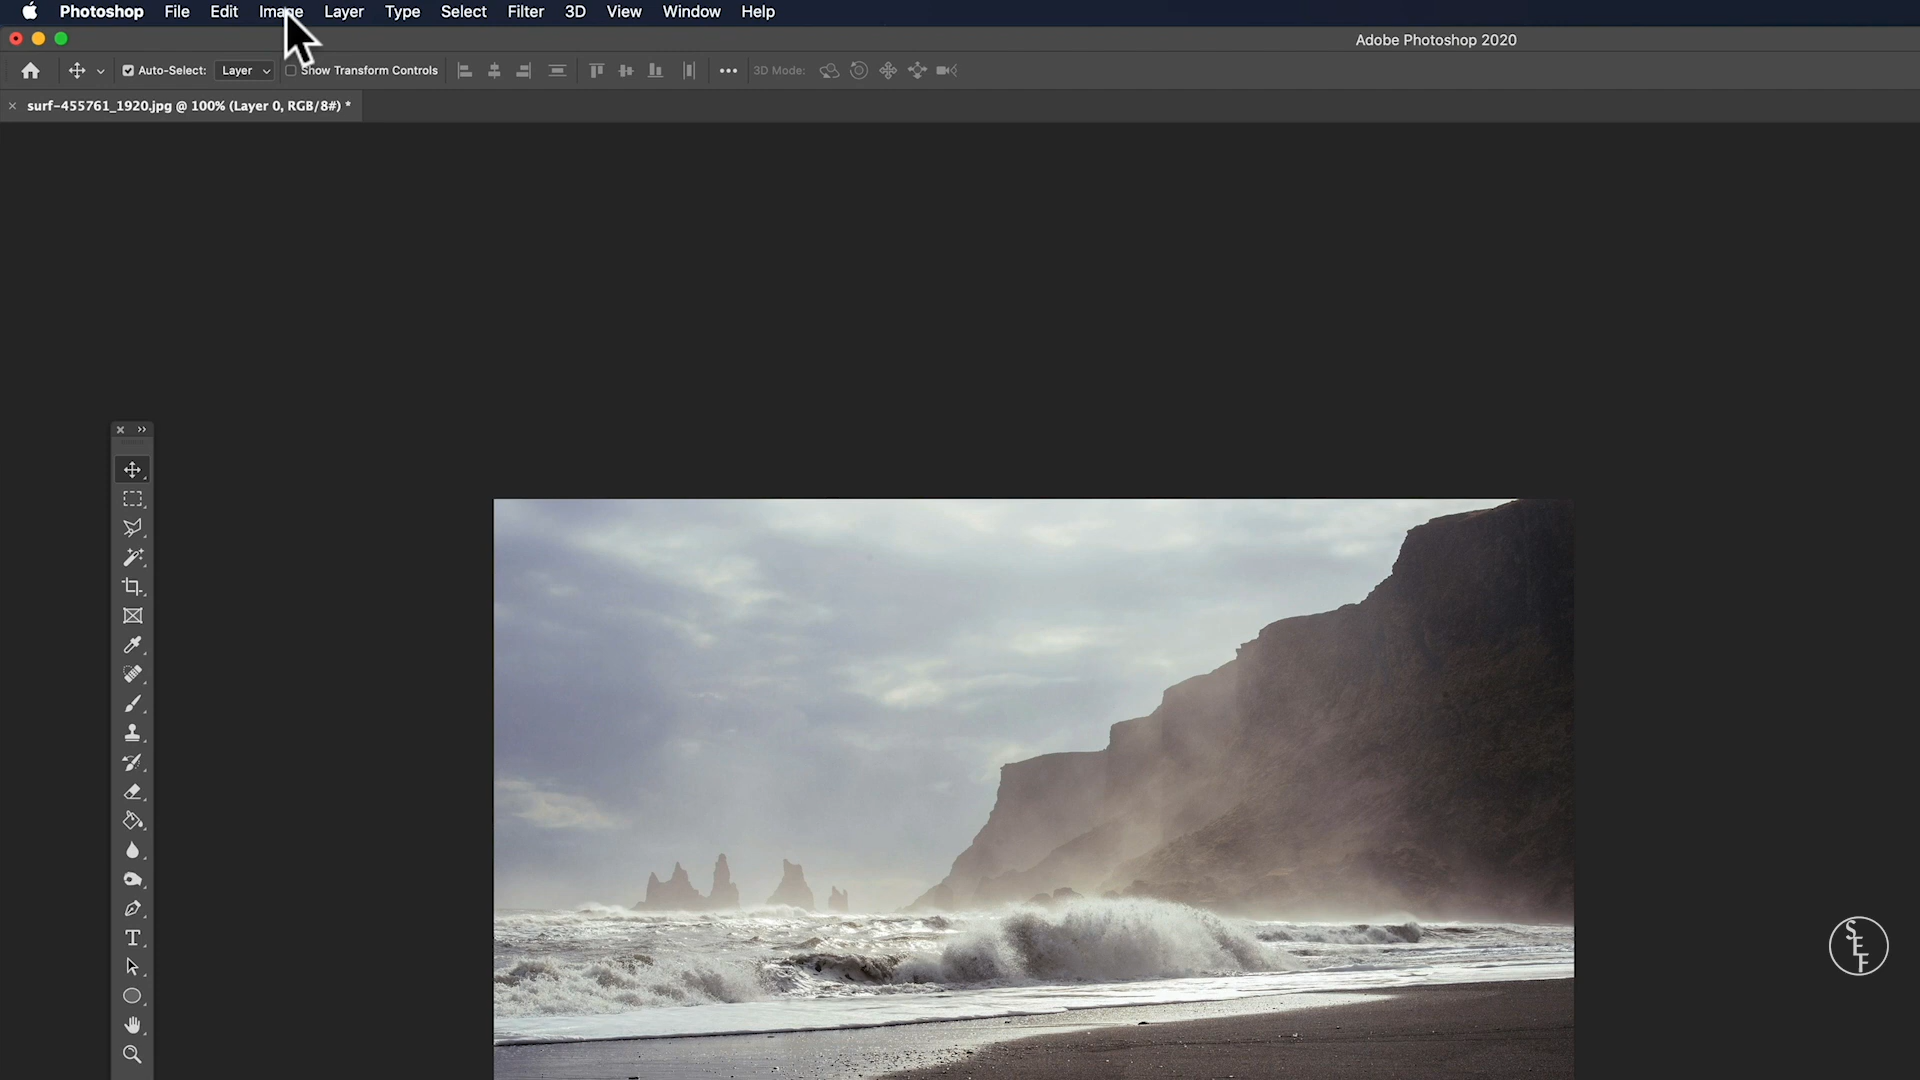 Photoshop File Edit Image Layer Type Select Filter 3D View Window Help
Adobe Photoshop 2020
Auto-Select: Layer Show Transform Controls 3D Mode:
surf-455761_1920.jpg @ 100% (Layer 0, RGB/8#) *
SEF